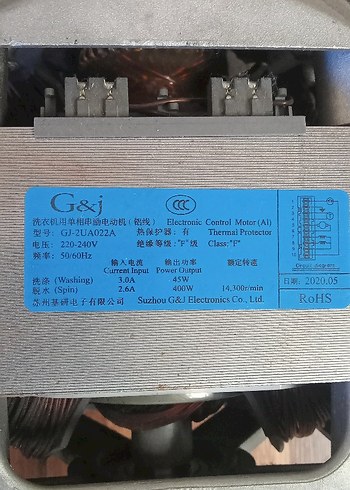 G&j
洗衣机用单相串励电动机 (铝线) Electronic Control Motor (Al)
型号: GJ-2UA022A 热保护器: 有 Thermal Protector
电压: 220-240V 绝缘等级: "F" 级 Class: "F"
频率: 50/60Hz
输入电流 输出功率 额定转速
Current Input Power Output
洗涤 (Washing) 3.0A 45W
脱水 (Spin) 2.6A 400W 14,300r/min
苏州基研电子有限公司 Suzhou G&J Electronics Co., Ltd.
Circuit diagram
日期: 2020.05
RoHS